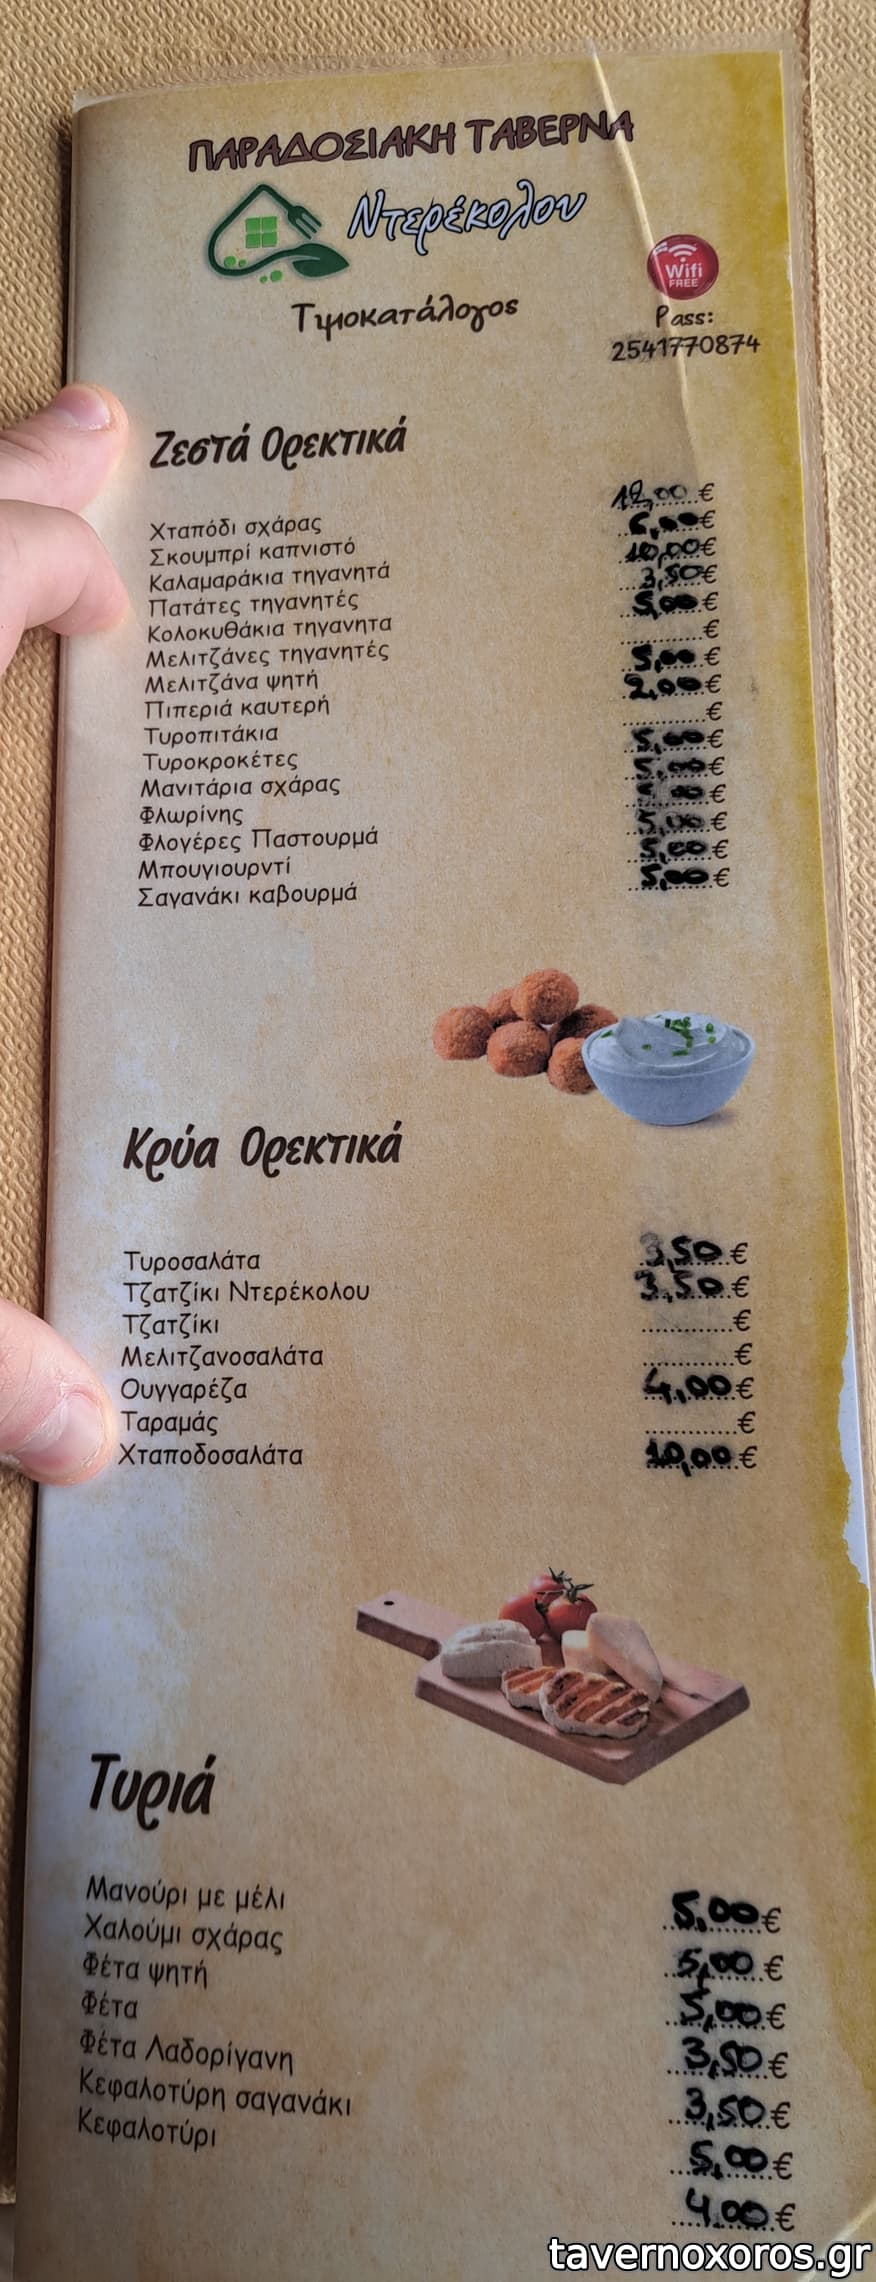 ΠΑΡΑΔΟΣΙΑΚΗ ΤΑΒΕΡΝΑ
Ντερέκολου
Wifi
FREE
Τιμοκατάλογος
Pass:
2541770874
Ζεστά Ορεκτικά
Χταπόδι σχάρας 12,00 €
Σκουμπρί καπνιστό 6,00 €
Καλαμαράκια τηγανητά 10,00 €
Πατάτες τηγανητές 3,50 €
Κολοκυθάκια τηγανητα 5,00 €
Μελιτζάνες τηγανητές ............€
Μελιτζάνα ψητή 5,00 €
Πιπεριά καυτερή 2,00 €
Τυροπιτάκια ............€
Τυροκροκέτες 5,00 €
Μανιτάρια σχάρας 5,00 €
Φλωρίνης €
Φλογέρες Παστουρμά 5,00 €
Μπουγιουρντί 5,00 €
Σαγανάκι καβουρμά 5,00 €
Κρύα Ορεκτικά
Τυροσαλάτα 3,50 €
Τζατζίκι Ντερέκολου 3,50 €
Τζατζίκι ............€
Μελιτζανοσαλάτα ............€
Ουγγαρέζα 4,00 €
Ταραμάς ............€
Χταποδοσαλάτα 10,00 €
Τυριά
Μανούρι με μέλι 5,00 €
Χαλούμι σχάρας 5,00 €
Φέτα ψητή 5,00 €
Φέτα 3,50 €
Φέτα Λαδορίγανη 3,50 €
Κεφαλοτύρη σαγανάκι 5,00 €
Κεφαλοτύρι 4,00 €
tavernoxoros.gr